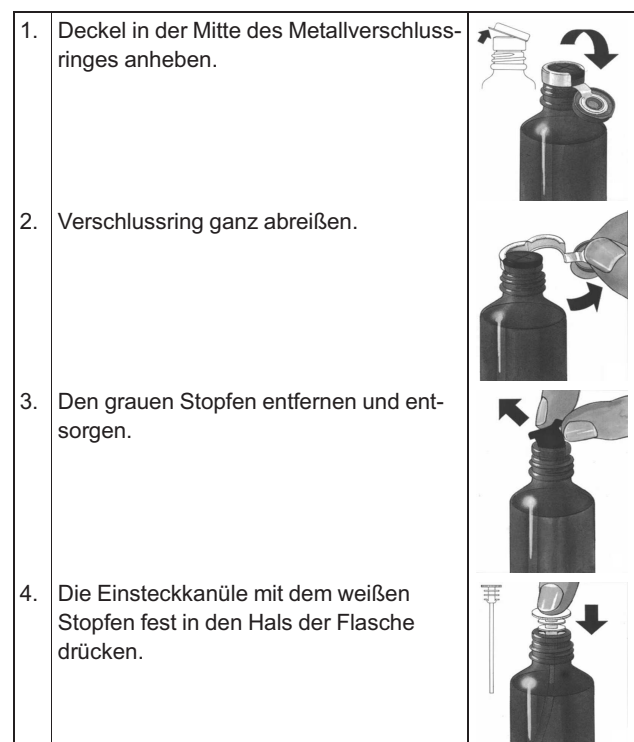 1. Deckel in der Mitte des Metallverschluss-
ringes anheben.
2. Verschlussring ganz abreißen.
3. Den grauen Stopfen entfernen und ent-
sorgen.
4. Die Einsteckkanüle mit dem weißen
Stopfen fest in den Hals der Flasche
drücken.